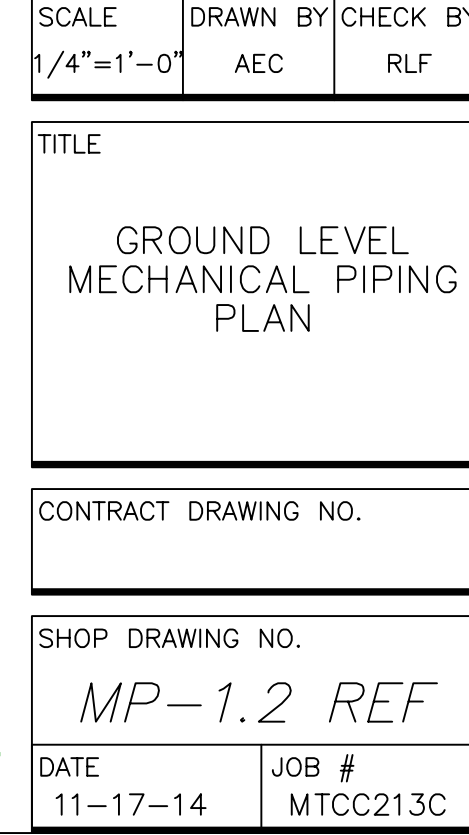 SCALE DRAWN BY CHECK BY
1/4"=1'-0" AEC RLF
TITLE
GROUND LEVEL
MECHANICAL PIPING
PLAN
CONTRACT DRAWING NO.
SHOP DRAWING NO.
MP-1.2 REF
DATE JOB #
11-17-14 MTCC213C